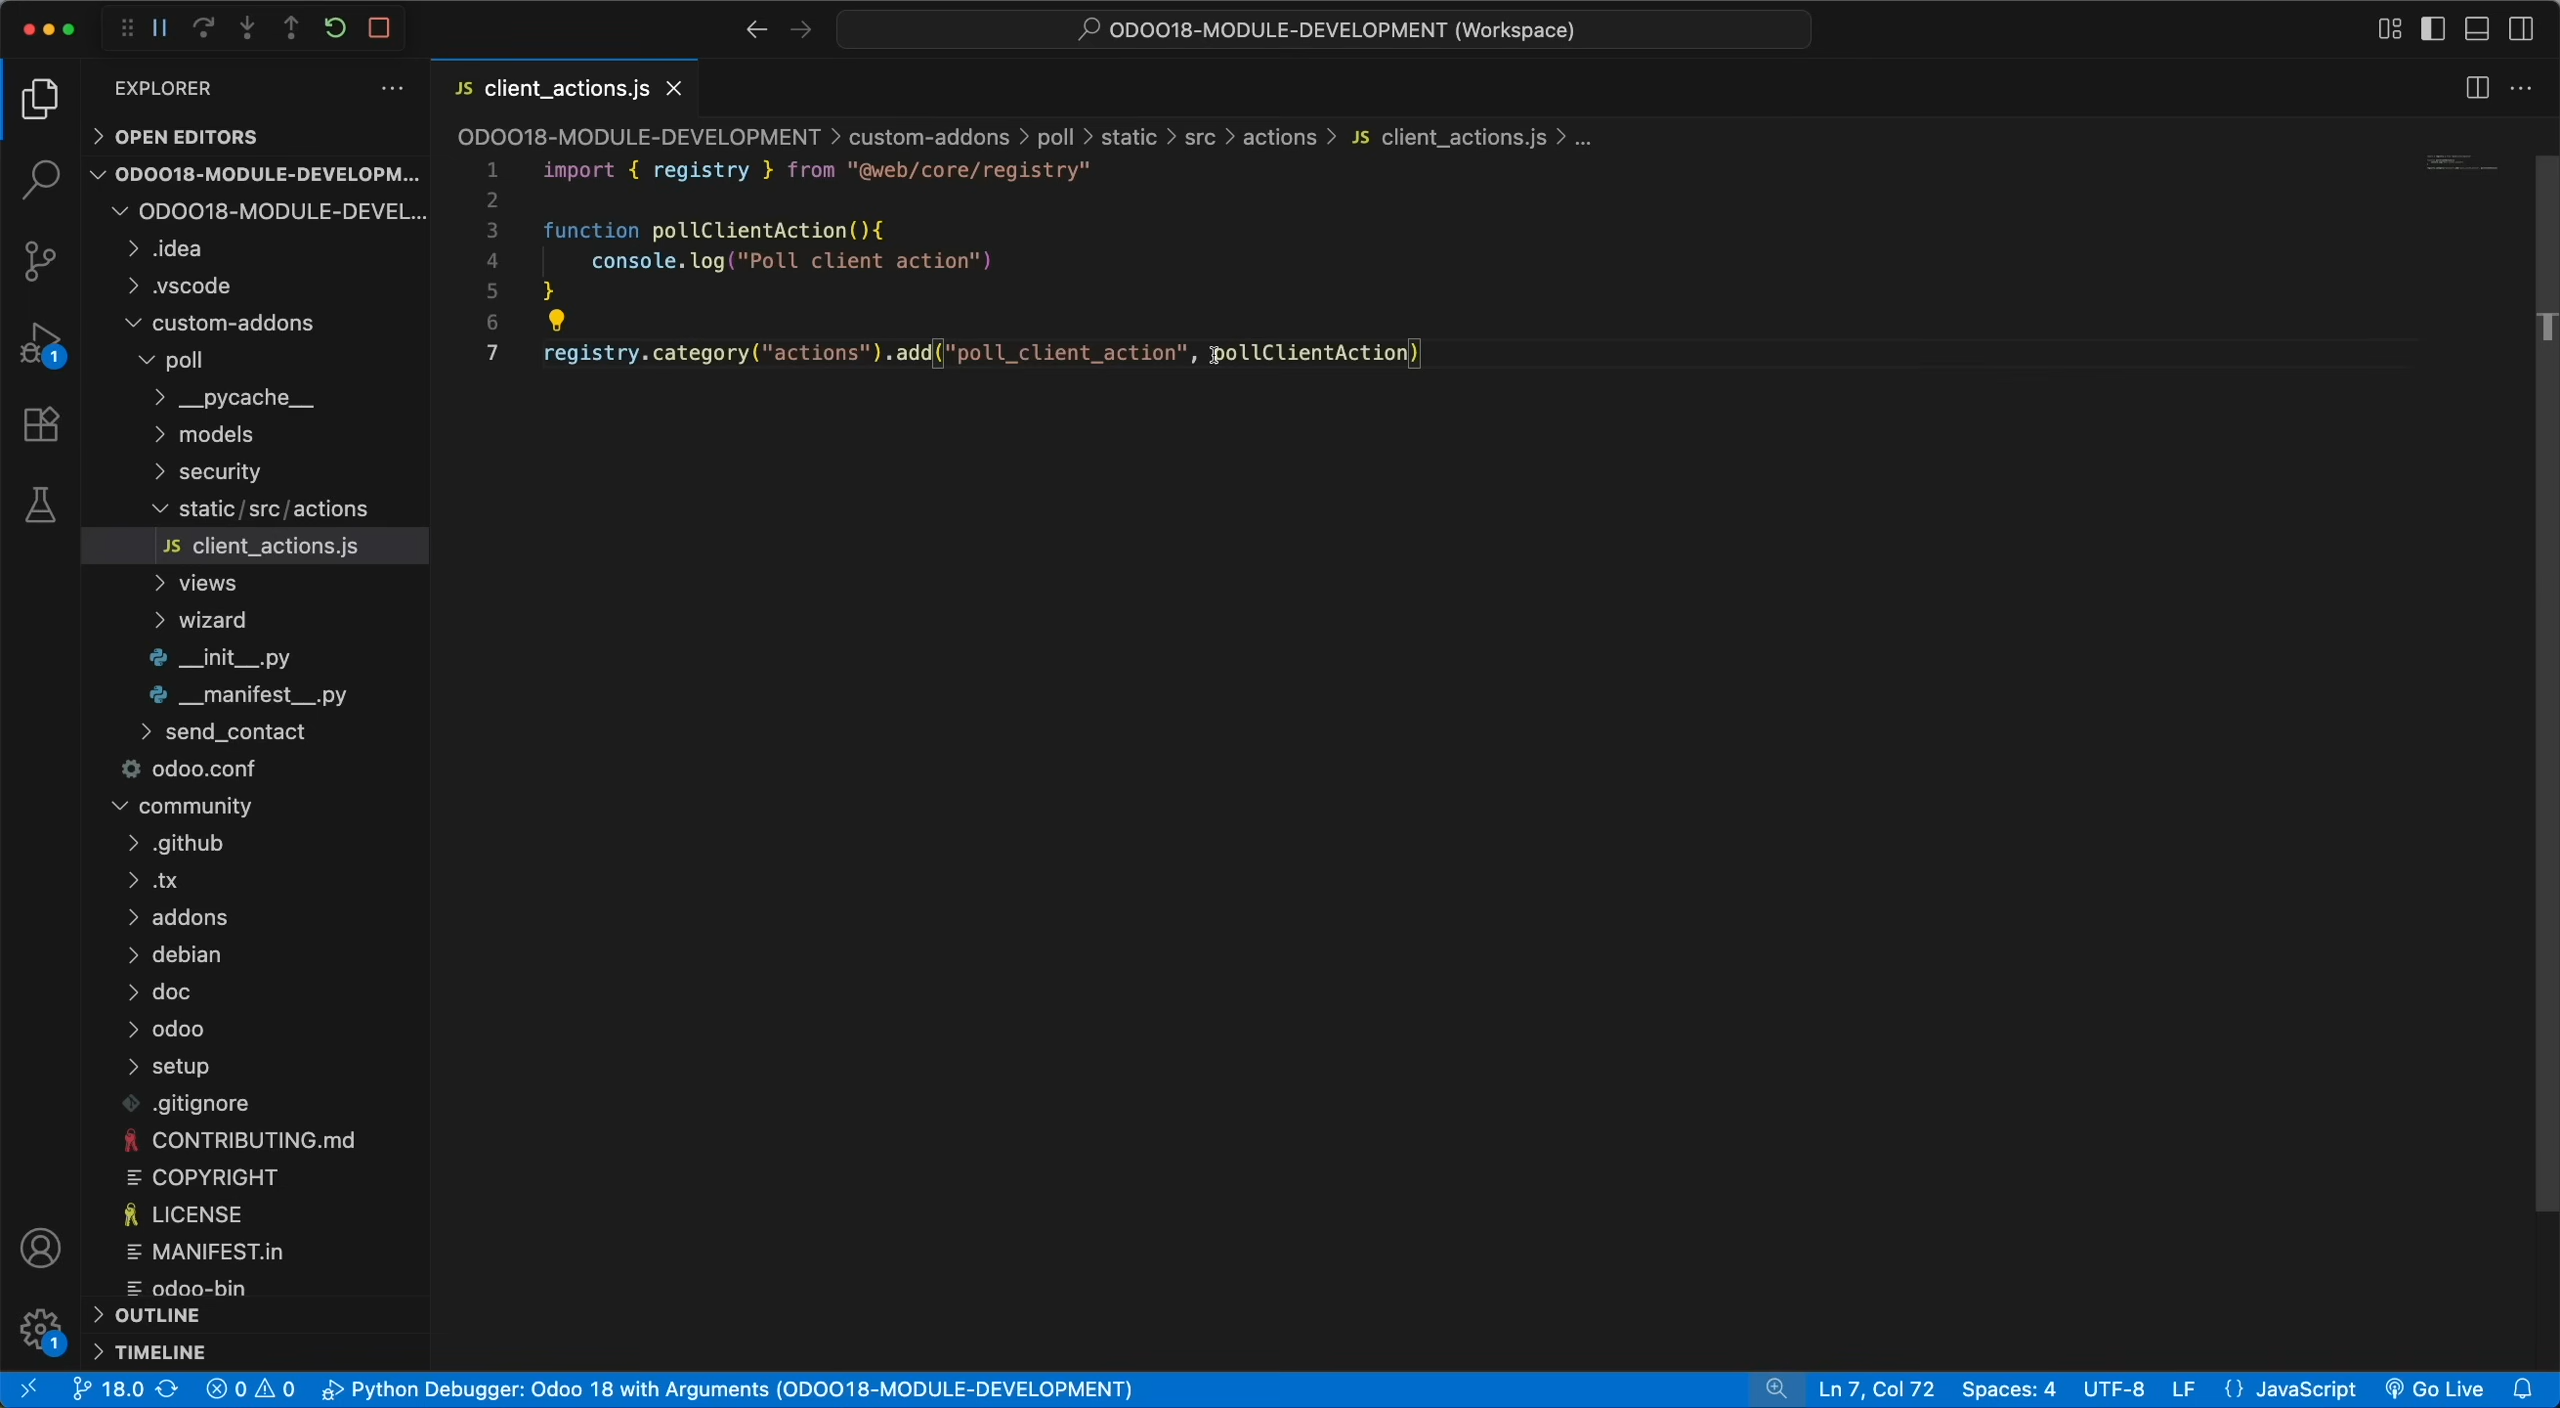 ODOO18-MODULE-DEVELOPMENT (Workspace)
EXPLORER
OPEN EDITORS
ODOO18-MODULE-DEVELOPM...
ODOO18-MODULE-DEVEL...
.idea
.vscode
custom-addons
poll
__pycache__
models
security
static/src/actions
JS client_actions.js
views
wizard
__init__.py
__manifest__.py
send_contact
odoo.conf
community
.github
.tx
addons
debian
doc
odoo
setup
.gitignore
CONTRIBUTING.md
COPYRIGHT
LICENSE
MANIFEST.in
odoo-bin
OUTLINE
TIMELINE
1
1
JS client_actions.js
ODOO18-MODULE-DEVELOPMENT > custom-addons > poll > static > src > actions > JS client_actions.js > ...
1 import { registry } from "@web/core/registry"
2
3 function pollClientAction(){
4 console.log("Poll client action")
5 }
6
7 registry.category("actions").add("poll_client_action", pollClientAction)
18.0 0 0 Python Debugger: Odoo 18 with Arguments (ODOO18-MODULE-DEVELOPMENT) Ln 7, Col 72 Spaces: 4 UTF-8 LF {} JavaScript Go Live